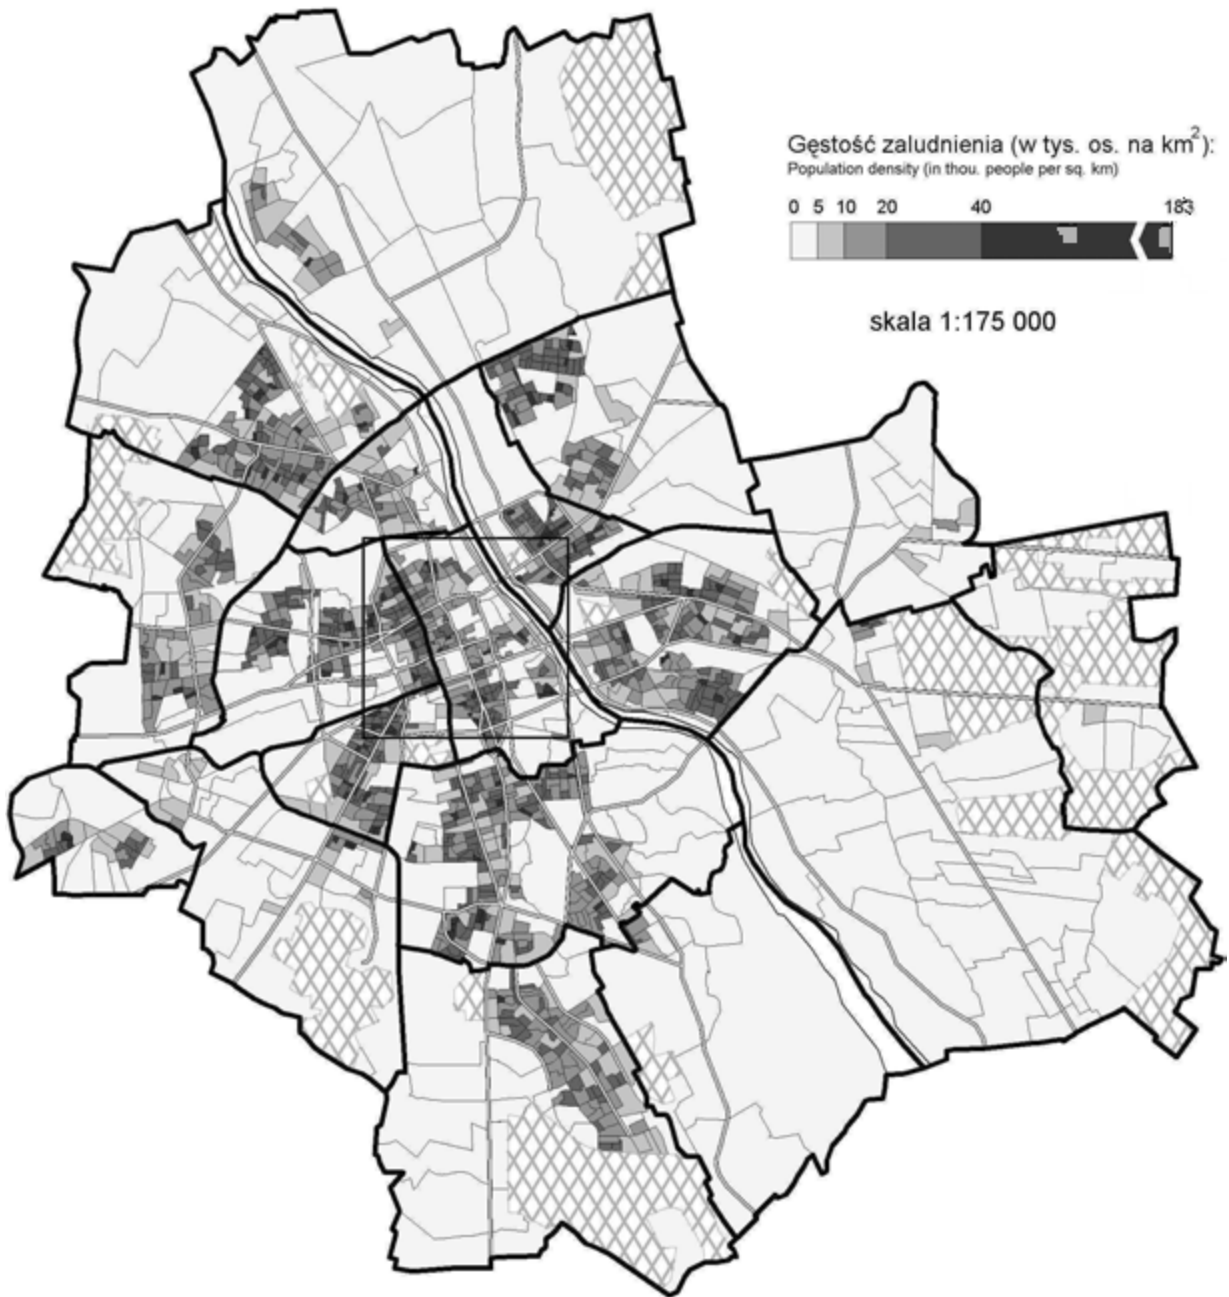 Gęstość zaludnienia (w tys. os. na km²):
Population density (in thou. people per sq. km)
0 5 10 20 40 183
skala 1:175 000